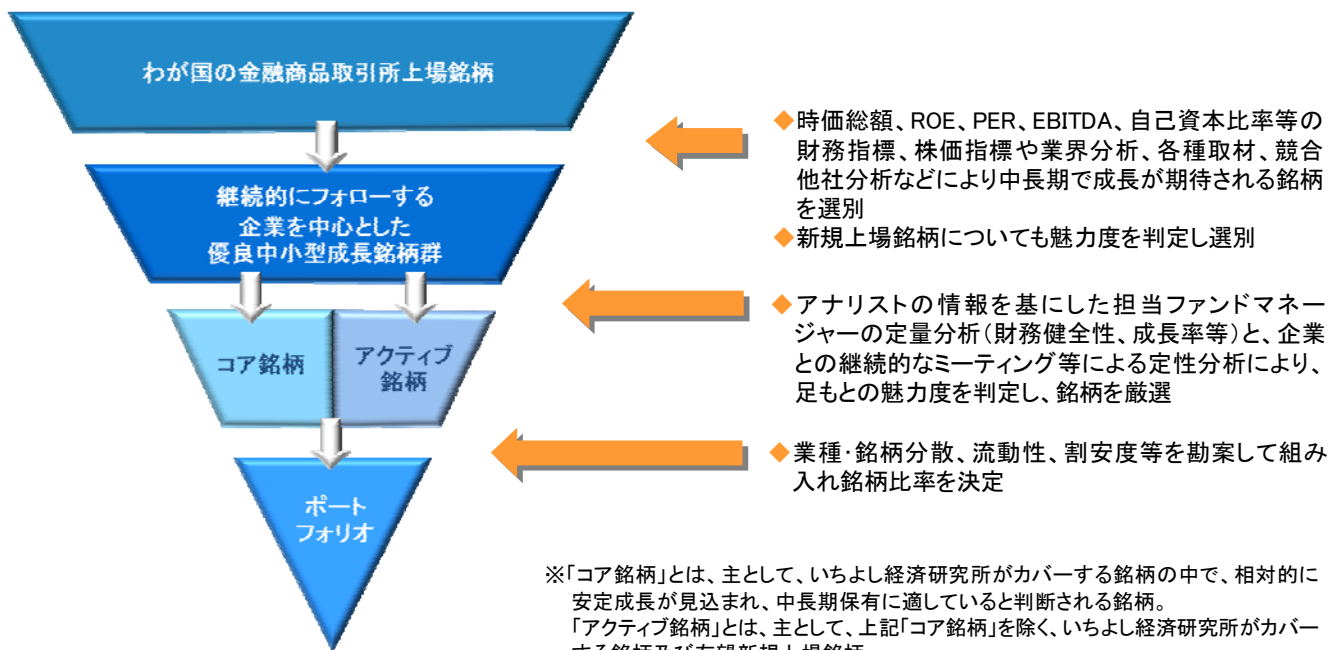 わが国の金融商品取引所上場銘柄
継続的にフォローする
企業を中心とした
優良中小型成長銘柄群
コア銘柄
アクティブ
銘柄
ポート
フォリオ
◆時価総額、ROE、PER、EBITDA、自己資本比率等の
財務指標、株価指標や業界分析、各種取材、競合
他社分析などにより中長期で成長が期待される銘柄
を選別
◆新規上場銘柄についても魅力度を判定し選別
◆アナリストの情報を基にした担当ファンドマネー
ジャーの定量分析(財務健全性、成長率等)と、企業
との継続的なミーティング等による定性分析により、
足もとの魅力度を判定し、銘柄を厳選
◆業種・銘柄分散、流動性、割安度等を勘案して組み
入れ銘柄比率を決定
※「コア銘柄」とは、主として、いちよし経済研究所がカバーする銘柄の中で、相対的に
安定成長が見込まれ、中長期保有に適していると判断される銘柄。
「アクティブ銘柄」とは、主として、上記「コア銘柄」を除く、いちよし経済研究所がカバー
する銘柄及び有望新規上場銘柄